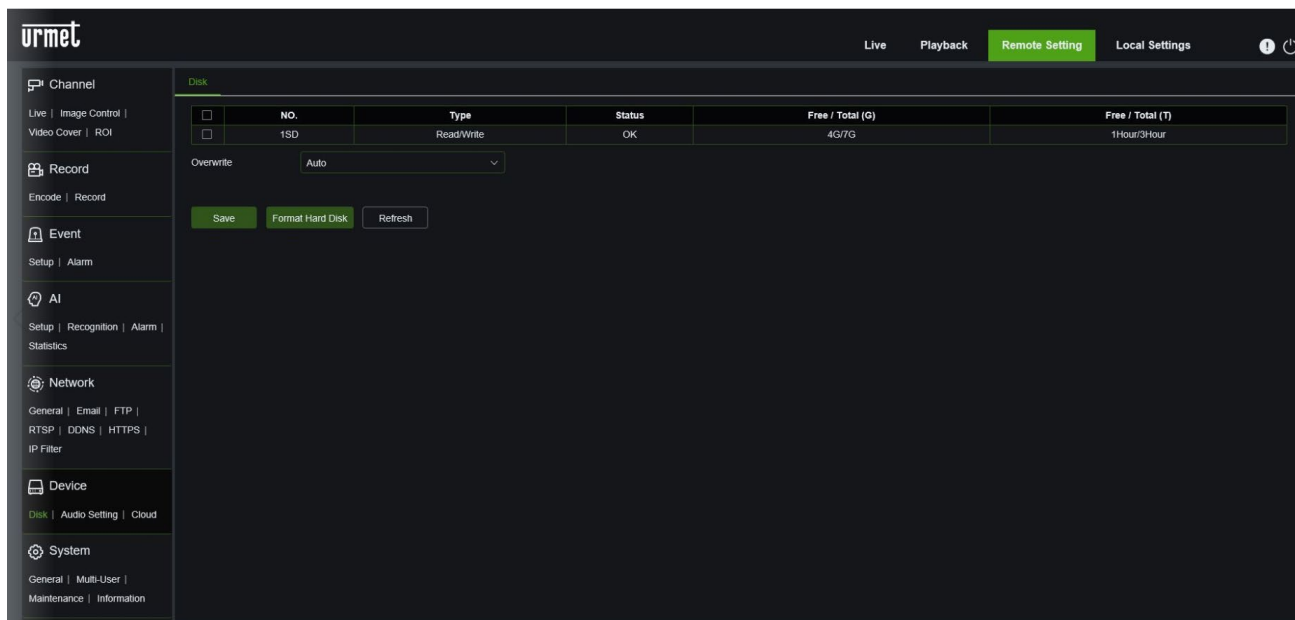 urmet
Live Playback Remote Setting Local Settings
Channel
Live | Image Control |
Video Cover | ROI
Record
Encode | Record
Event
Setup | Alarm
AI
Setup | Recognition | Alarm |
Statistics
Network
General | Email | FTP |
RTSP | DDNS | HTTPS |
IP Filter
Device
Disk | Audio Setting | Cloud
System
General | Multi-User |
Maintenance | Information
Disk
NO. Type Status Free / Total (G) Free / Total (T)
1SD Read/Write OK 4G/7G 1Hour/3Hour
Overwrite Auto
Save Format Hard Disk Refresh